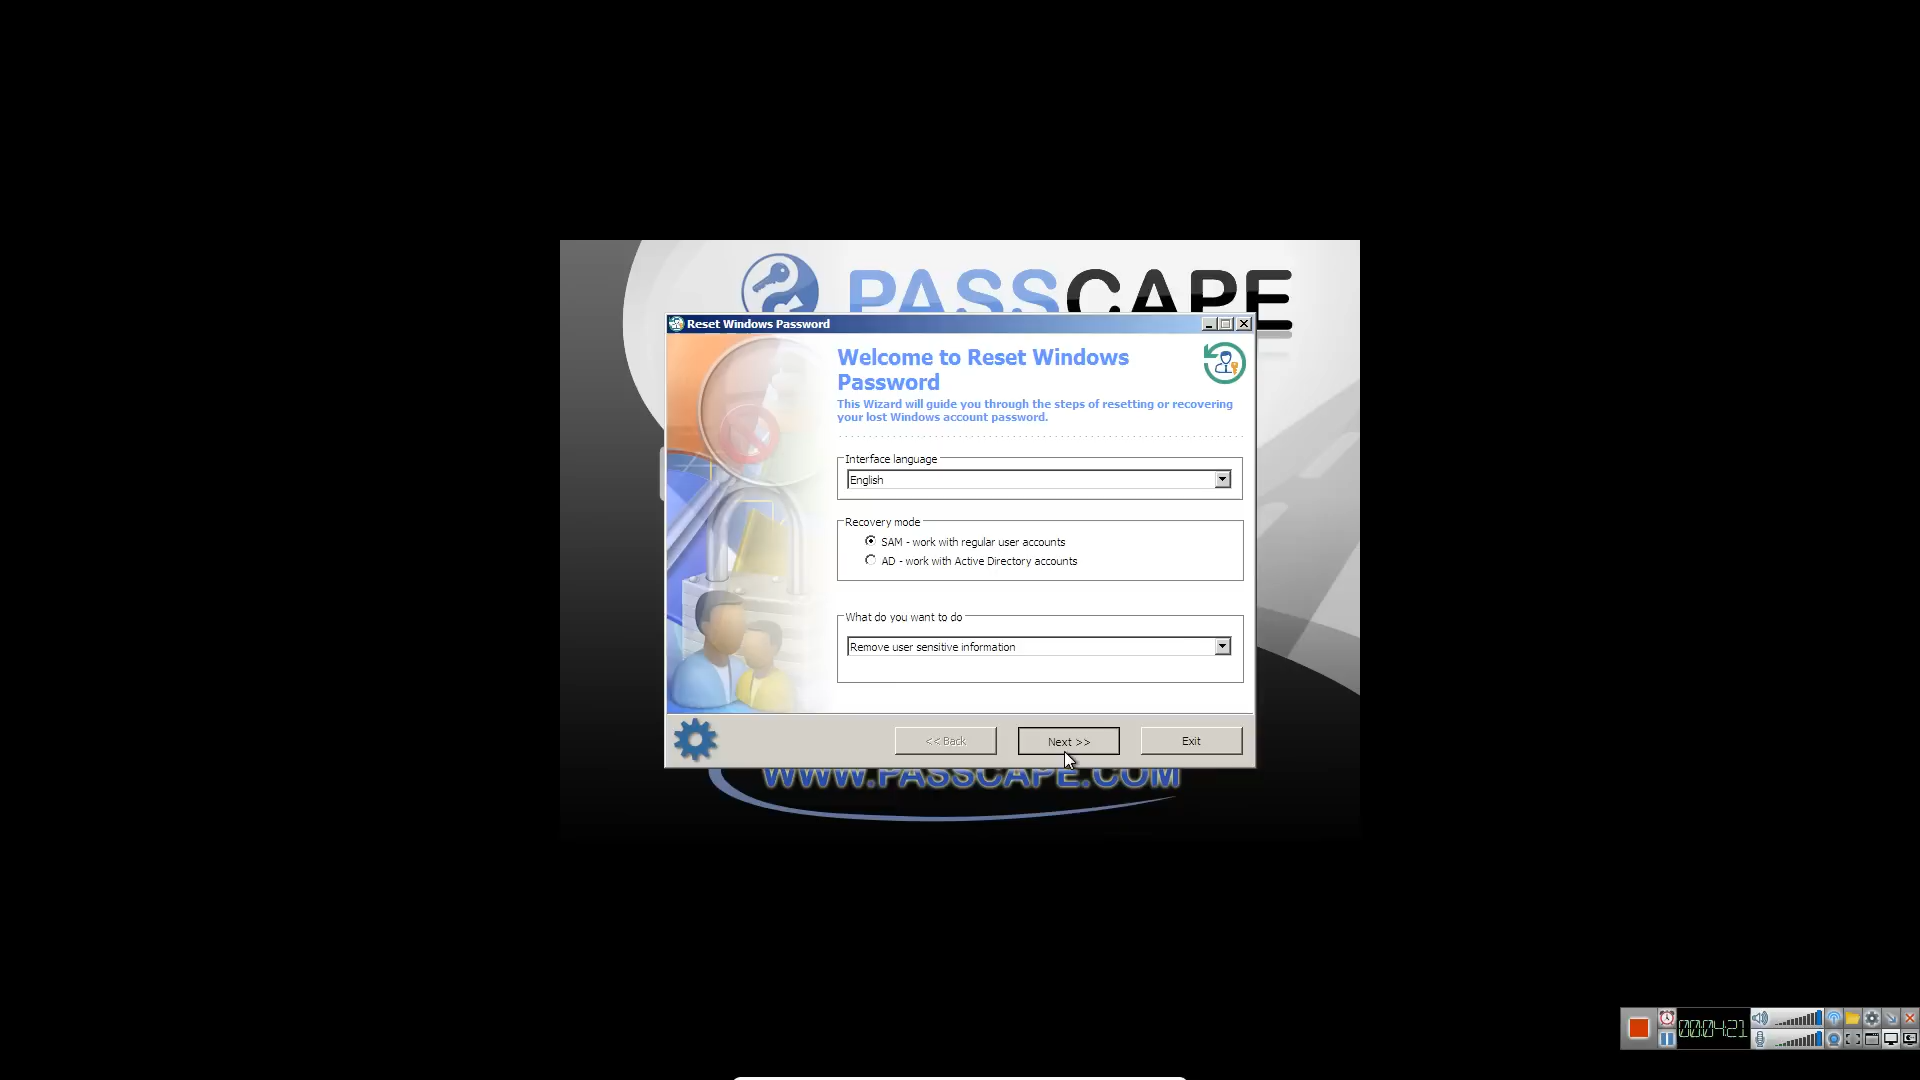 PASSCAPE
Reset Windows Password
Welcome to Reset Windows
Password
This Wizard will guide you through the steps of resetting or recovering
your lost Windows account password.
Interface language
English
Recovery mode
SAM - work with regular user accounts
AD - work with Active Directory accounts
What do you want to do
Remove user sensitive information
<< Back
Next >>
Exit
WWW.PASSCAPE.COM
00:04:21